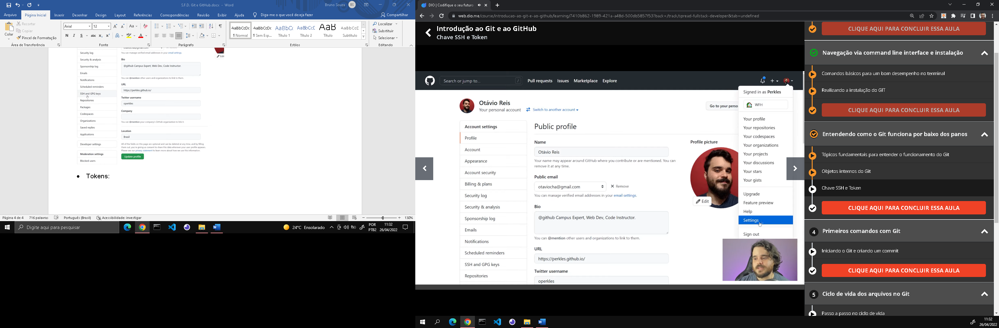 S.F.D. Git e GitHub.docx - Word
Bruno Souza
BS
Arquivo
Página Inicial
Inserir
Desenhar
Design
Layout
Referências
Correspondências
Revisão
Exibir
Ajuda
Diga-me o que você deseja fazer
Compartilhar
Colar
Recortar
Copiar
Pincel de Formatação
Área de Transferência
Arial
12
Fonte
Parágrafo
AaBbCcDc
¶ Normal
AaBbCcDc
¶ Sem Esp...
AaBbC(
Título 1
AaBbCcE
Título 2
AaB
Título
AaBbCcD
Subtítulo
Estilos
Localizar
Substituir
Selecionar
Editando
Security log
Security & analysis
Sponsorship log
Emails
Notifications
Scheduled reminders
SSH and GPG keys
Repositories
Packages
Codespaces
Organizations
Saved replies
Applications
Developer settings
Moderation settings
Blocked users
You can manage verified email addresses in your email settings.
Edit
Bio
@github Campus Expert, Web Dev, Code Instructor.
You can @mention other users and organizations to link to them.
URL
https://perkles.github.io/
Twitter username
operkles
Company
You can @mention your company's GitHub organization to link it.
Location
Brasil
All of the fields on this page are optional and can be deleted at any time, and by filling
them out, you're giving us consent to share this data wherever your user profile appears.
Please see our privacy statement to learn more about how we use this information.
Update profile
• Tokens:
Página 4 de 4
716 palavras
Português (Brasil)
Acessibilidade: investigar
130%
Digite aqui para pesquisar
24°C Ensolarado
POR
PTB2
11:32
26/04/2022
DIO | Codifique o seu futuro
web.dio.me/course/introducao-ao-git-e-ao-github/learning/7410b862-1989-421a-a48d-500db5857f53?back=/track/spread-fullstack-developer&tab=undefined
Introdução ao Git e ao GitHub
Chave SSH e Token
Search or jump to...
/
Pull requests
Issues
Marketplace
Explore
Otávio Reis
Your personal account
Switch to another account
Go to your perso
Signed in as Perkles
WFH
Your profile
Your repositories
Your codespaces
Your organizations
Your projects
Your discussions
Your stars
Your gists
Upgrade
Feature preview
Help
Settings
Sign out
Account settings
Profile
Account
Appearance
Account security
Billing & plans
Security log
Security & analysis
Sponsorship log
Emails
Notifications
Scheduled reminders
SSH and GPG keys
Repositories
Public profile
Name
Otávio Reis
Your name may appear around GitHub where you contribute or are mentioned. You can
remove it at any time.
Public email
otaviocha@gmail.com
Remove
You can manage verified email addresses in your email settings.
Bio
@github Campus Expert, Web Dev, Code Instructor.
You can @mention other users and organizations to link to them.
URL
https://perkles.github.io/
Twitter username
operkles
Profile picture
Edit
CLIQUE AQUI PARA CONCLUIR ESSA AULA
Navegação via command line interface e instalação
Comandos básicos para um bom desempenho no terminal
Realizando a instalação do GIT
CLIQUE AQUI PARA CONCLUIR ESSA AULA
Entendendo como o Git funciona por baixo dos panos
Tópicos fundamentais para entender o funcionamento do Git
Objetos internos do Git
Chave SSH e Token
CLIQUE AQUI PARA CONCLUIR ESSA AULA
4
Primeiros comandos com Git
Iniciando o Git e criando um commit
CLIQUE AQUI PARA CONCLUIR ESSA AULA
5
Ciclo de vida dos arquivos no Git
Passo a passo no ciclo de vida
11:32
26/04/2022